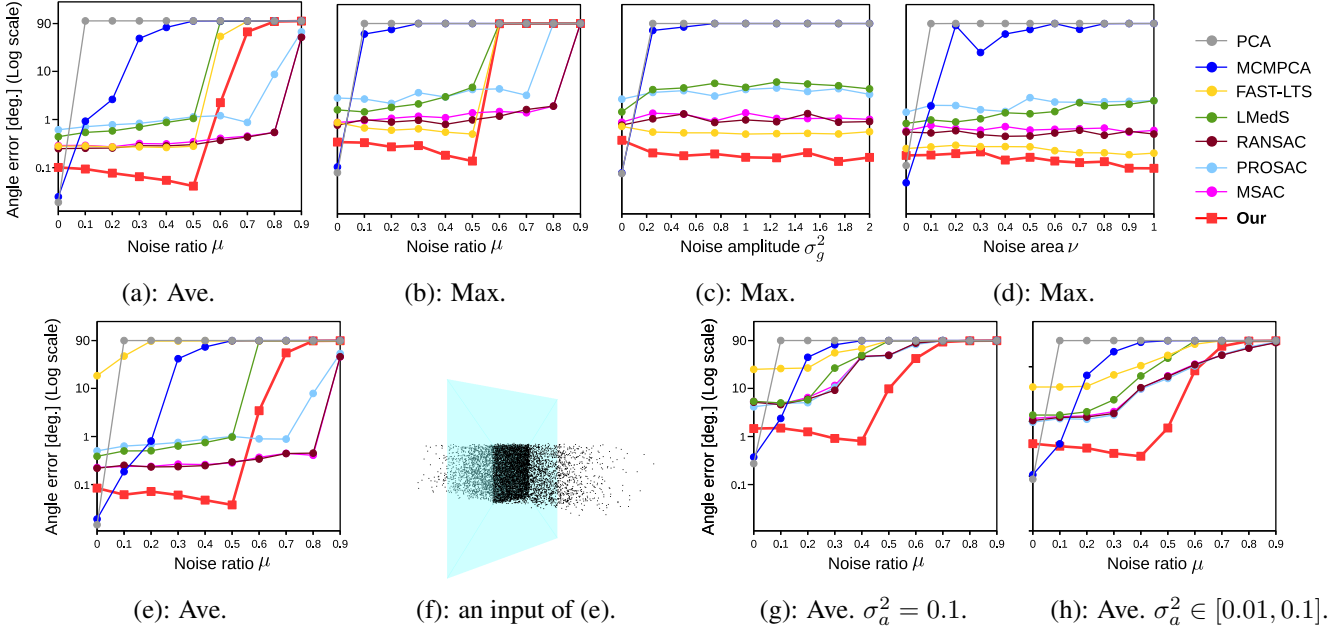 Angle error [deg.] (Log scale)
90
10
1
0.1
0 0.1 0.2 0.3 0.4 0.5 0.6 0.7 0.8 0.9
Noise ratio μ
(a): Ave.
0 0.1 0.2 0.3 0.4 0.5 0.6 0.7 0.8 0.9
Noise ratio μ
(b): Max.
0 0.2 0.4 0.6 0.8 1 1.2 1.4 1.6 1.8 2
Noise amplitude σ_g^2
(c): Max.
0 0.1 0.2 0.3 0.4 0.5 0.6 0.7 0.8 0.9 1
Noise area ν
(d): Max.
PCA
MCMPCA
FAST-LTS
LMedS
RANSAC
PROSAC
MSAC
Our
Angle error [deg.] (Log scale)
90
10
1
0.1
0 0.1 0.2 0.3 0.4 0.5 0.6 0.7 0.8 0.9
Noise ratio μ
(e): Ave.
(f): an input of (e).
Angle error [deg.] (Log scale)
90
10
1
0.1
0 0.1 0.2 0.3 0.4 0.5 0.6 0.7 0.8 0.9
Noise ratio μ
(g): Ave. σ_a^2 = 0.1.
0 0.1 0.2 0.3 0.4 0.5 0.6 0.7 0.8 0.9
Noise ratio μ
(h): Ave. σ_a^2 ∈ [0.01, 0.1].